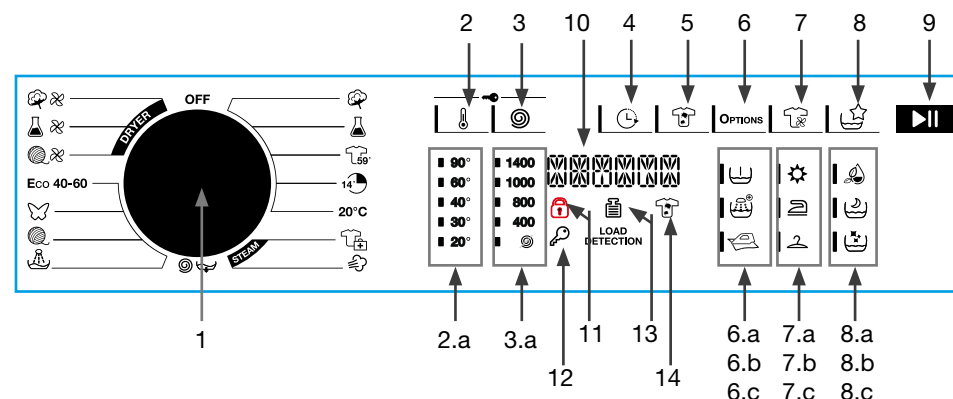 2 3 10 4 5 6 7 8 9
OFF
DRYER
59'
ECO 40-60
14'
20°C
STEAM
OPTIONS
90° 1400
60° 1000
40° 800
30° 400
20°
LOAD
DETECTION
1 2.a 3.a 12 11 13 14
6.a 7.a 8.a
6.b 7.b 8.b
6.c 7.c 8.c